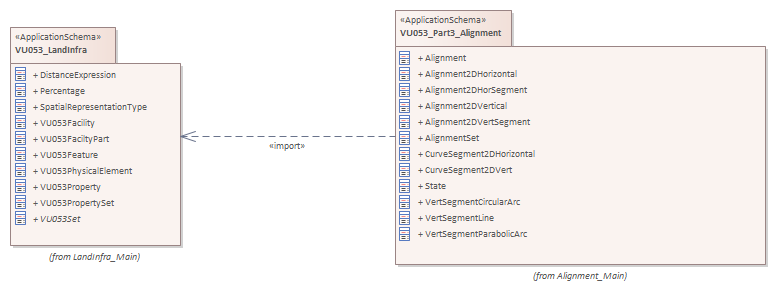 «ApplicationSchema»
VU053_LandInfra
+ DistanceExpression
+ Percentage
+ SpatialRepresentationType
+ VU053Facility
+ VU053FacilityPart
+ VU053Feature
+ VU053PhysicalElement
+ VU053Property
+ VU053PropertySet
+ VU053Set
(from LandInfra_Main)
«import»
«ApplicationSchema»
VU053_Part3_Alignment
+ Alignment
+ Alignment2DHorizontal
+ Alignment2DHorSegment
+ Alignment2DVertical
+ Alignment2DVertSegment
+ AlignmentSet
+ CurveSegment2DHorizontal
+ CurveSegment2DVert
+ State
+ VertSegmentCircularArc
+ VertSegmentLine
+ VertSegmentParabolicArc
(from Alignment_Main)